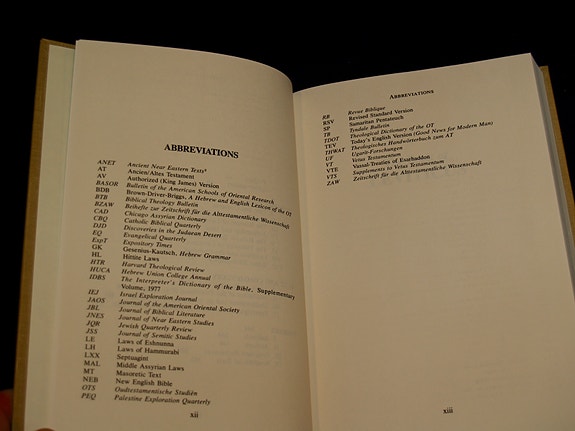 ABBREVIATIONS
ANET Ancient Near Eastern Texts³
AT Ancien/Altes Testament
AV Authorized (King James) Version
BASOR Bulletin of the American Schools of Oriental Research
BDB Brown-Driver-Briggs, A Hebrew and English Lexicon of the OT
BTB Biblical Theology Bulletin
BZAW Beihefte zur Zeitschrift für die Alttestamentliche Wissenschaft
CAD Chicago Assyrian Dictionary
CBQ Catholic Biblical Quarterly
DJD Discoveries in the Judaean Desert
EQ Evangelical Quarterly
ExpT Expository Times
GK Gesenius-Kautsch, Hebrew Grammar
HL Hittite Laws
HTR Harvard Theological Review
HUCA Hebrew Union College Annual
IDBS The Interpreter's Dictionary of the Bible, Supplementary
Volume, 1977
IEJ Israel Exploration Journal
JAOS Journal of the American Oriental Society
JBL Journal of Biblical Literature
JNES Journal of Near Eastern Studies
JQR Jewish Quarterly Review
JSS Journal of Semitic Studies
LE Laws of Eshnunna
LH Laws of Hammurabi
LXX Septuagint
MAL Middle Assyrian Laws
MT Masoretic Text
NEB New English Bible
OTS Oudtestamentische Studiën
PEQ Palestine Exploration Quarterly
xii
ABBREVIATIONS
RB Revue Biblique
RSV Revised Standard Version
SP Samaritan Pentateuch
TB Tyndale Bulletin
TDOT Theological Dictionary of the OT
TEV Today's English Version (Good News for Modern Man)
THWAT Theologisches Handwörterbuch zum AT
UF Ugarit-Forschungen
VT Vetus Testamentum
VTE Vassal-Treaties of Esarhaddon
VTS Supplements to Vetus Testamentum
ZAW Zeitschrift für die Alttestamentliche Wissenschaft
xiii